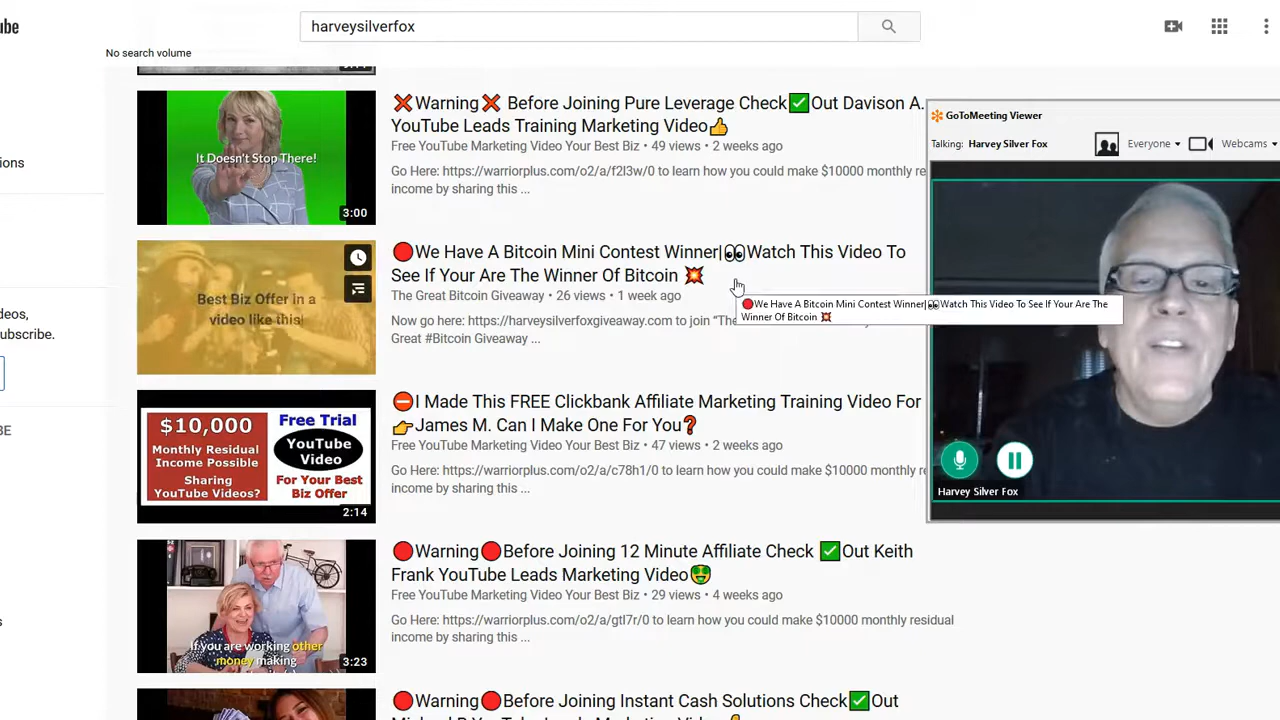 ube
harveysilverfox
No search volume
It Doesn't Stop There!
3:00
❌Warning❌ Before Joining Pure Leverage Check✅Out Davison A.
YouTube Leads Training Marketing Video👍
Free YouTube Marketing Video Your Best Biz • 49 views • 2 weeks ago
Go Here: https://warriorplus.com/o2/a/f2l3w/0 to learn how you could make $10000 monthly re
income by sharing this ...
GoToMeeting Viewer
Talking: Harvey Silver Fox
Everyone
Webcams
Harvey Silver Fox
ions
eos,
ubscribe.
BE
s
Best Biz Offer in a
video like this!
🔴We Have A Bitcoin Mini Contest Winner|👀Watch This Video To
See If Your Are The Winner Of Bitcoin 💥
The Great Bitcoin Giveaway • 26 views • 1 week ago
Now go here: https://harveysilverfoxgiveaway.com to join "The
Great #Bitcoin Giveaway ...
🔴We Have A Bitcoin Mini Contest Winner|👀Watch This Video To See If Your Are The
Winner Of Bitcoin 💥
$10,000
Monthly Residual
Income Possible
Sharing
YouTube Videos?
Free Trial
YouTube
Video
For Your Best
Biz Offer
2:14
⛔I Made This FREE Clickbank Affiliate Marketing Training Video For
👉James M. Can I Make One For You❓
Free YouTube Marketing Video Your Best Biz • 47 views • 2 weeks ago
Go Here: https://warriorplus.com/o2/a/c78h1/0 to learn how you could make $10000 monthly re
income by sharing this ...
If you are working other
money making
3:23
🔴Warning🔴Before Joining 12 Minute Affiliate Check ✅Out Keith
Frank YouTube Leads Marketing Video🤑
Free YouTube Marketing Video Your Best Biz • 29 views • 4 weeks ago
Go Here: https://warriorplus.com/o2/a/gtl7r/0 to learn how you could make $10000 monthly residual
income by sharing this ...
🔴Warning🔴Before Joining Instant Cash Solutions Check✅Out